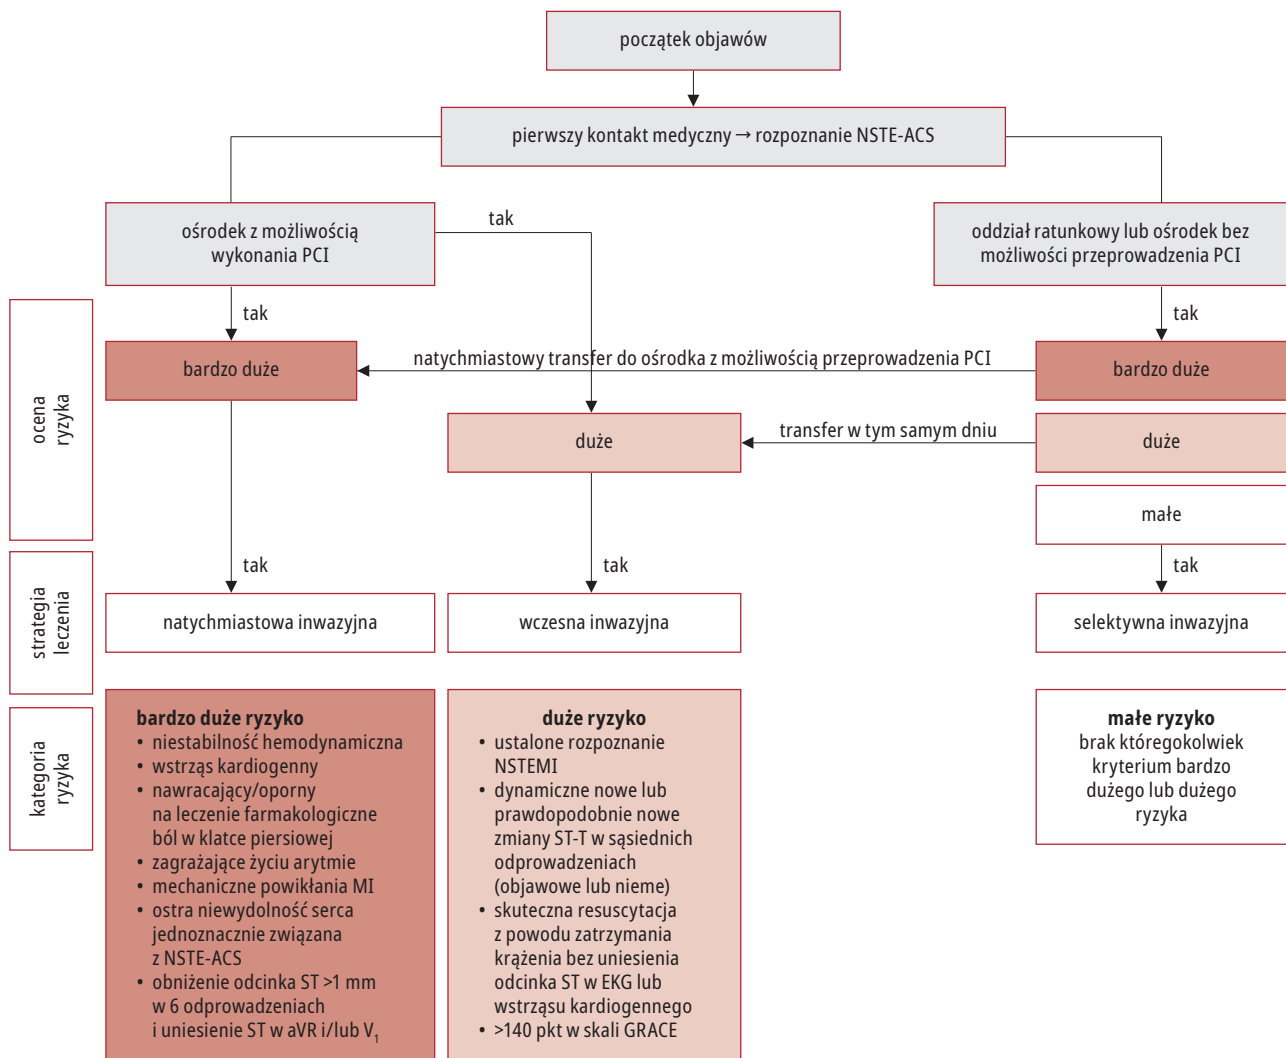 początek objawów
pierwszy kontakt medyczny → rozpoznanie NSTE-ACS
ośrodek z możliwością
wykonania PCI
tak
oddział ratunkowy lub ośrodek bez
możliwości przeprowadzenia PCI
tak
tak
ocena
ryzyka
bardzo duże
natychmiastowy transfer do ośrodka z możliwością przeprowadzenia PCI
bardzo duże
duże
transfer w tym samym dniu
duże
małe
tak
tak
tak
strategia
leczenia
natychmiastowa inwazyjna
wczesna inwazyjna
selektywna inwazyjna
kategoria
ryzyka
bardzo duże ryzyko
• niestabilność hemodynamiczna
• wstrząs kardiogenny
• nawracający/oporny
na leczenie farmakologiczne
ból w klatce piersiowej
• zagrażające życiu arytmie
• mechaniczne powikłania MI
• ostra niewydolność serca
jednoznacznie związana
z NSTE-ACS
• obniżenie odcinka ST >1 mm
w 6 odprowadzeniach
i uniesienie ST w aVR i/lub V₁
duże ryzyko
• ustalone rozpoznanie
NSTEMI
• dynamiczne nowe lub
prawdopodobnie nowe
zmiany ST-T w sąsiednich
odprowadzeniach
(objawowe lub nieme)
• skuteczna resuscytacja
z powodu zatrzymania
krążenia bez uniesienia
odcinka ST w EKG lub
wstrząsu kardiogennego
• >140 pkt w skali GRACE
małe ryzyko
brak któregokolwiek
kryterium bardzo
dużego lub dużego
ryzyka